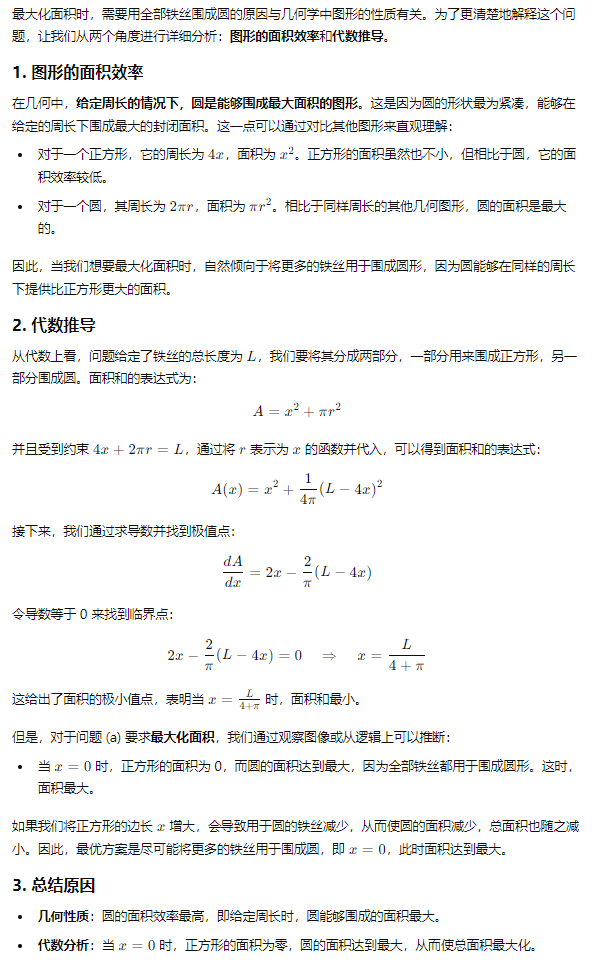 最大化面积时，需要用全部铁丝围成圆的原因与几何学中图形的性质有关。为了更清楚地解释这个问
题，让我们从两个角度进行详细分析：图形的面积效率和代数推导。
1. 图形的面积效率
在几何中，给定周长的情况下，圆是能够围成最大面积的图形。这是因为圆的形状最为紧凑，能够在
给定的周长下围成最大的封闭面积。这一点可以通过对比其他图形来直观理解：
• 对于一个正方形，它的周长为 4x，面积为 x²。正方形的面积虽然也不小，但相比于圆，它的面
积效率较低。
• 对于一个圆，其周长为 2πr，面积为 πr²。相比于同样周长的其他几何图形，圆的面积是最大
的。
因此，当我们想要最大化面积时，自然倾向于将更多的铁丝用于围成圆形，因为圆能够在同样的周长
下提供比正方形更大的面积。
2. 代数推导
从代数上看，问题给定了铁丝的总长度为 L，我们要将其分成两部分，一部分用来围成正方形，另一
部分围成圆。面积和的表达式为：
A = x² + πr²
并且受到约束 4x + 2πr = L，通过将 r 表示为 x 的函数并代入，可以得到面积和的表达式：
A(x) = x² + 1/4π (L − 4x)²
接下来，我们通过求导数并找到极值点：
dA/dx = 2x − 2/π (L − 4x)
令导数等于 0 来找到临界点：
2x − 2/π (L − 4x) = 0 ⇒ x = L/4 + π
这给出了面积的极小值点，表明当 x = L/4+π 时，面积和最小。
但是，对于问题 (a) 要求最大化面积，我们通过观察图像或从逻辑上可以推断：
• 当 x = 0 时，正方形的面积为 0，而圆的面积达到最大，因为全部铁丝都用于围成圆形。这时，
面积最大。
如果我们将正方形的边长 x 增大，会导致用于圆的铁丝减少，从而使圆的面积减少，总面积也随之减
小。因此，最优方案是尽可能将更多的铁丝用于围成圆，即 x = 0，此时面积达到最大。
3. 总结原因
• 几何性质：圆的面积效率最高，即给定周长时，圆能够围成的面积最大。
• 代数分析：当 x = 0 时，正方形的面积为零，圆的面积达到最大，从而使总面积最大化。